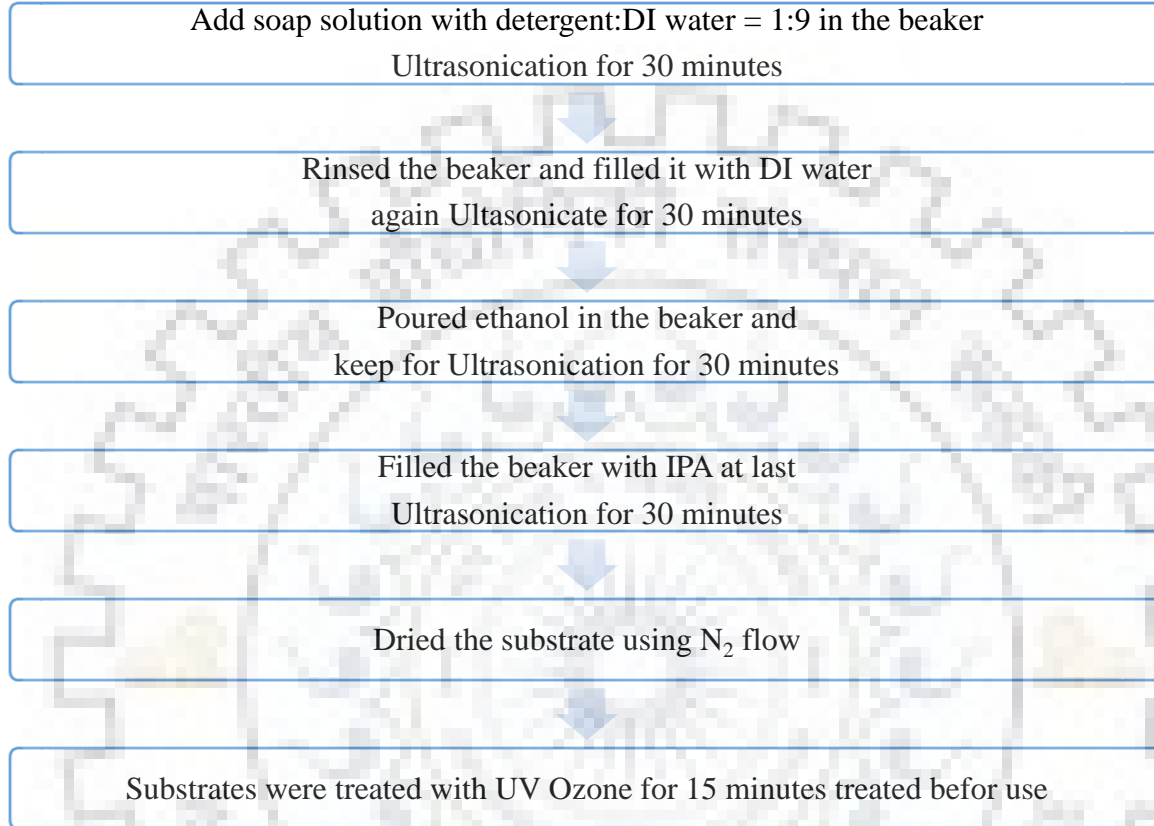 Add soap solution with detergent:DI water = 1:9 in the beaker
Ultrasonication for 30 minutes
Rinsed the beaker and filled it with DI water
again Ultasonicate for 30 minutes
Poured ethanol in the beaker and
keep for Ultrasonication for 30 minutes
Filled the beaker with IPA at last
Ultrasonication for 30 minutes
Dried the substrate using N₂ flow
Substrates were treated with UV Ozone for 15 minutes treated befor use